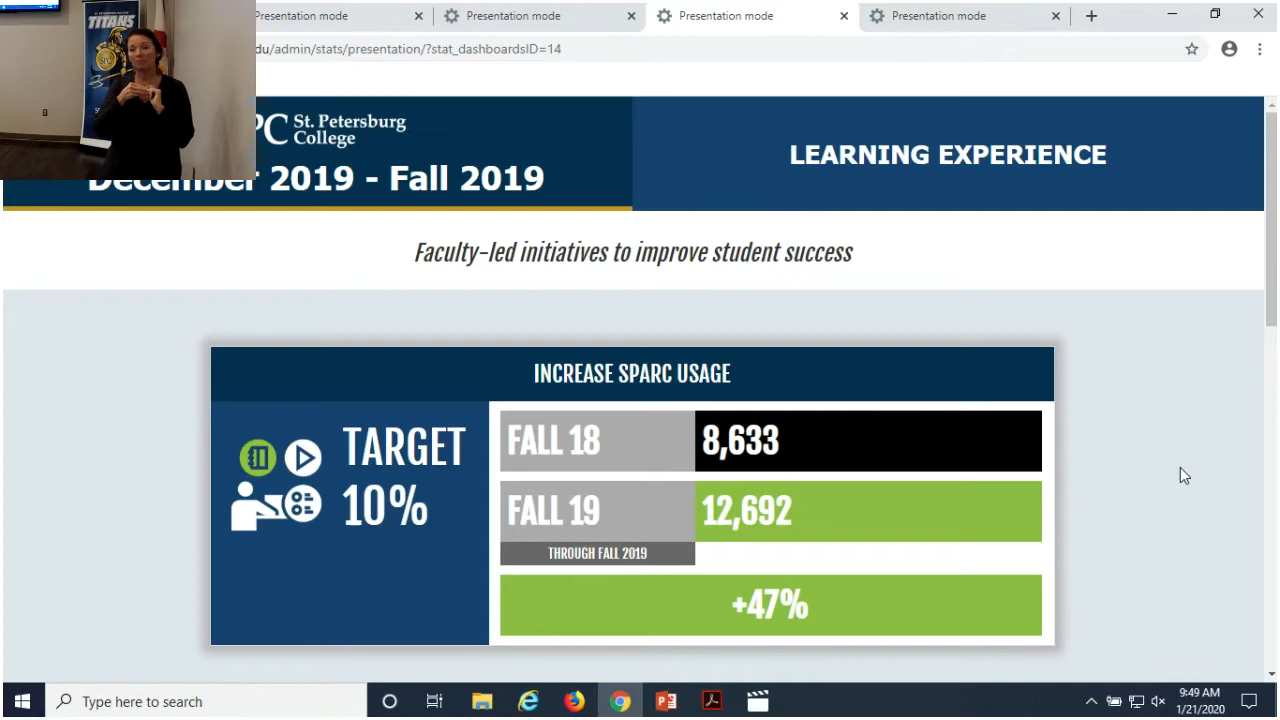 TITANS
SPC
Presentation mode
Presentation mode
Presentation mode
Presentation mode
du/admin/stats/presentation/?stat_dashboardsID=14
PC St. Petersburg
College
December 2019 - Fall 2019
LEARNING EXPERIENCE
Faculty-led initiatives to improve student success
INCREASE SPARC USAGE
TARGET
10%
FALL 18
8,633
FALL 19
12,692
THROUGH FALL 2019
+47%
Type here to search
9:49 AM
1/21/2020